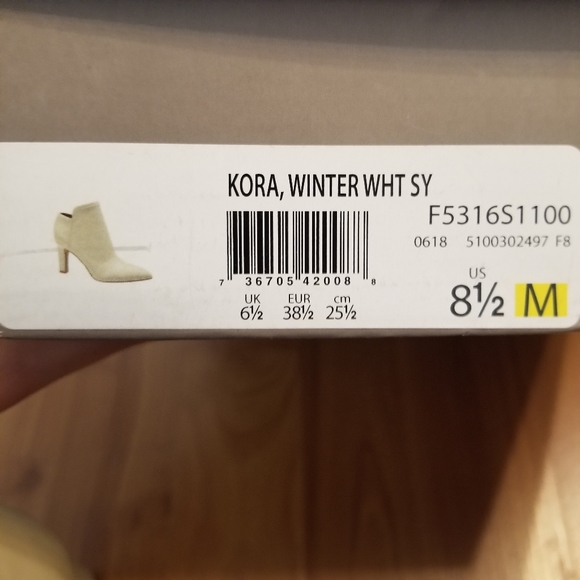 KORA, WINTER WHT SY
F5316S1100
0618 5100302497 F8
7 36705 42008 8
UK EUR cm
6½ 38½ 25½
US
8½ M